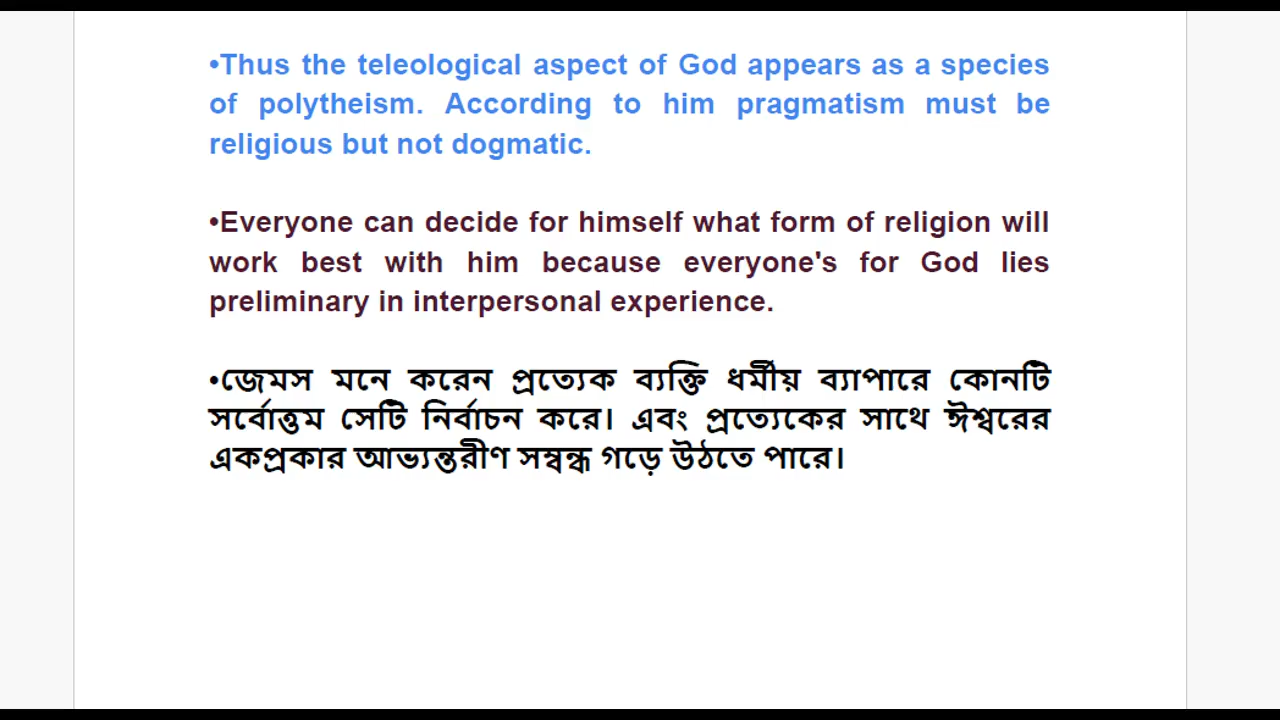 •Thus the teleological aspect of God appears as a species
of polytheism. According to him pragmatism must be
religious but not dogmatic.
•Everyone can decide for himself what form of religion will
work best with him because everyone's for God lies
preliminary in interpersonal experience.
•জেমস মনে করেন প্রত্যেক ব্যক্তি ধর্মীয় ব্যাপারে কোনটি
সর্বোত্তম সেটি নির্বাচন করে। এবং প্রত্যেকের সাথে ঈশ্বরের
একপ্রকার আভ্যন্তরীণ সম্বন্ধ গড়ে উঠতে পারে।